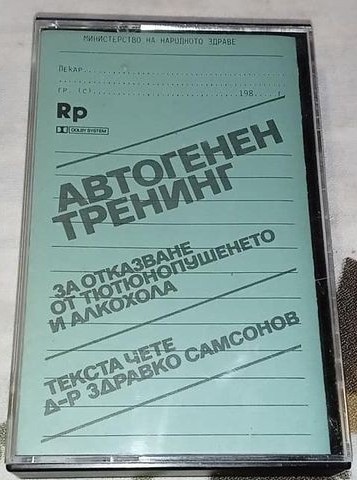 МИНИСТЕРСТВО НА НАРОДНОТО ЗДРАВЕ
Лекар
гр. (с) 198 г
Rp
DOLBY SYSTEM
АВТОГЕНЕН
ТРЕНИНГ
ЗА ОТКАЗВАНЕ
ОТ ТЮТЮНОПУШЕНЕТО
И АЛКОХОЛА
ТЕКСТА ЧЕТЕ
Д-Р ЗДРАВКО САМСОНОВ